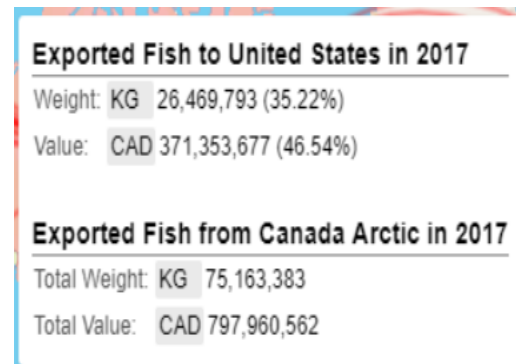 Exported Fish to United States in 2017
Weight: KG 26,469,793 (35.22%)
Value: CAD 371,353,677 (46.54%)
Exported Fish from Canada Arctic in 2017
Total Weight: KG 75,163,383
Total Value: CAD 797,960,562